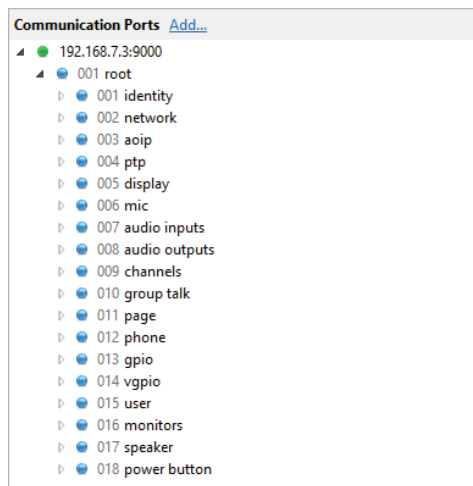 Communication Ports Add...
192.168.7.3:9000
001 root
001 identity
002 network
003 aoip
004 ptp
005 display
006 mic
007 audio inputs
008 audio outputs
009 channels
010 group talk
011 page
012 phone
013 gpio
014 vgpio
015 user
016 monitors
017 speaker
018 power button